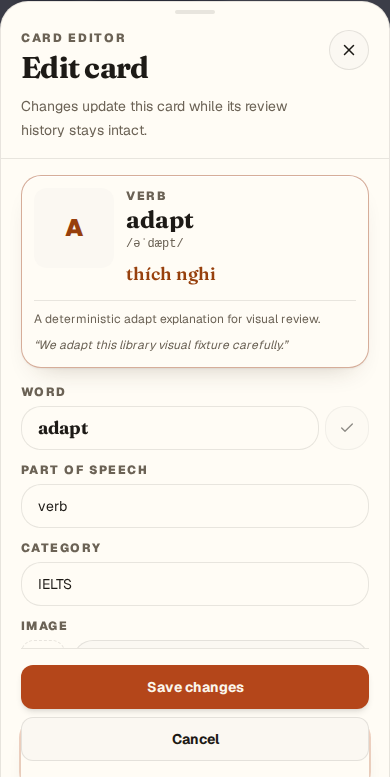 CARD EDITOR
Edit card
Changes update this card while its review
history stays intact.
A
VERB
adapt
/əˈdæpt/
thích nghi
A deterministic adapt explanation for visual review.
“We adapt this library visual fixture carefully.”
WORD
adapt
PART OF SPEECH
verb
CATEGORY
IELTS
IMAGE
Save changes
Cancel